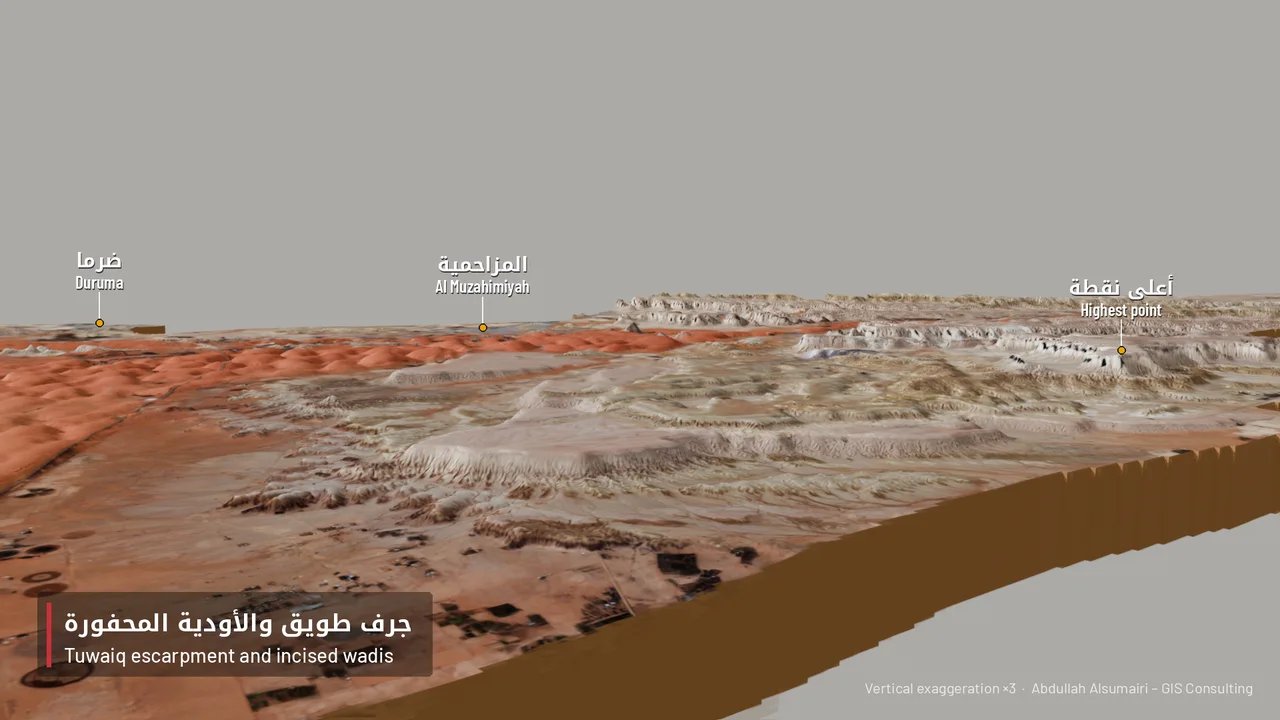 ضرما
Duruma
المزاحمية
Al Muzahimiyah
أعلى نقطة
Highest point
جرف طويق والأودية المحفورة
Tuwaiq escarpment and incised wadis
Vertical exaggeration ×3 · Abdullah Alsumairi – GIS Consulting